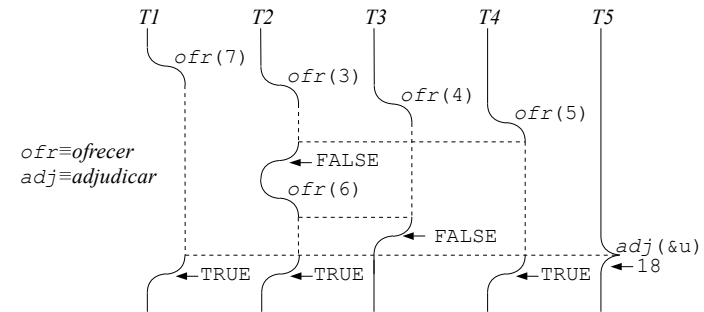 T1 T2 T3 T4 T5
ofr(7)
ofr(3)
ofr(4)
ofr(5)
ofr≡ofrecer
adj≡adjudicar
FALSE
ofr(6)
FALSE
adj(&u)
18
TRUE TRUE TRUE